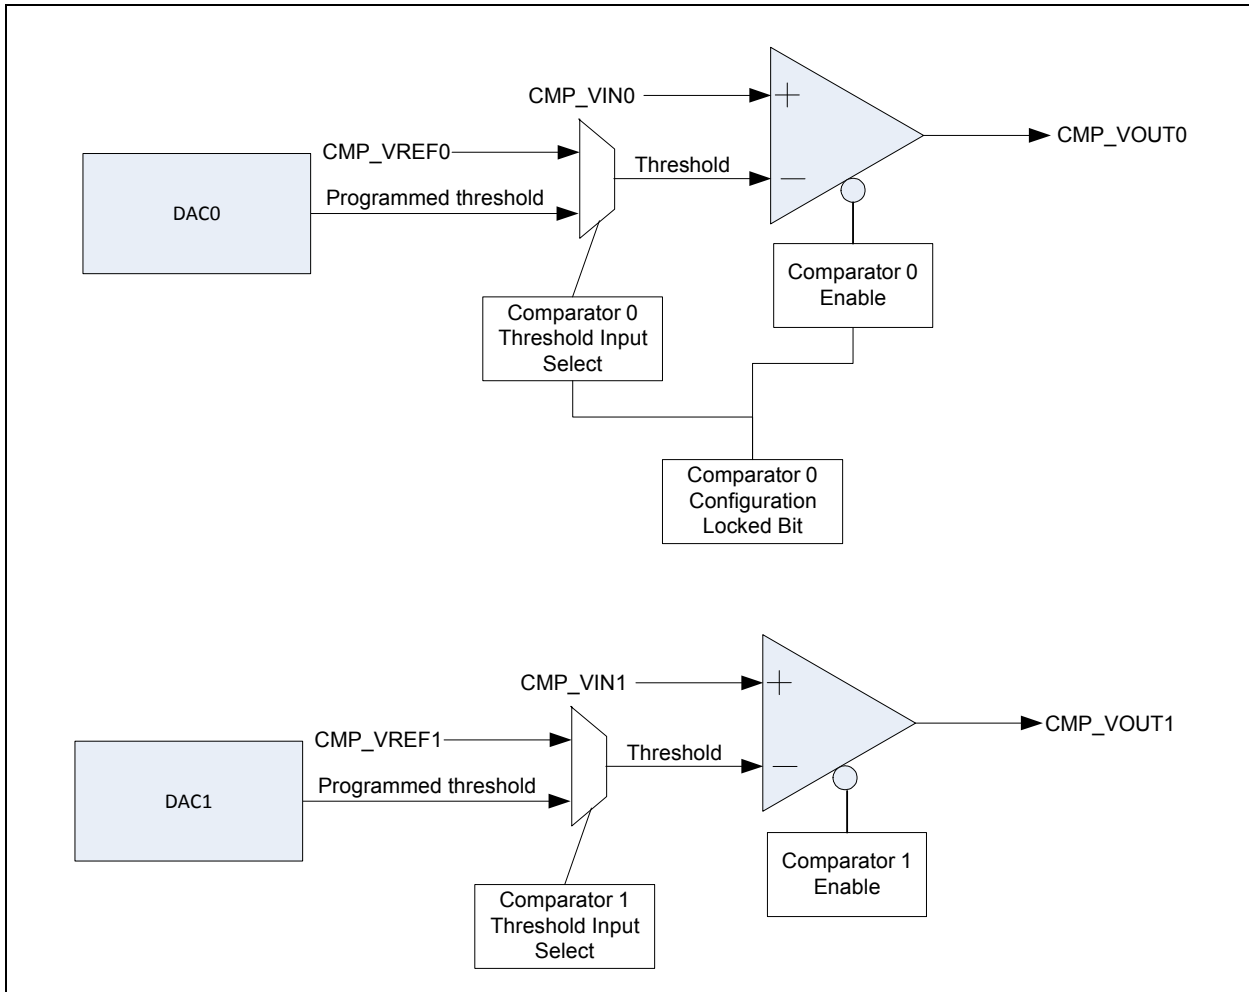 CMP_VIN0
CMP_VREF0
Threshold
CMP_VOUT0
Programmed threshold
DAC0
Comparator 0
Enable
Comparator 0
Threshold Input
Select
Comparator 0
Configuration
Locked Bit
CMP_VIN1
CMP_VREF1
Threshold
CMP_VOUT1
Programmed threshold
DAC1
Comparator 1
Enable
Comparator 1
Threshold Input
Select